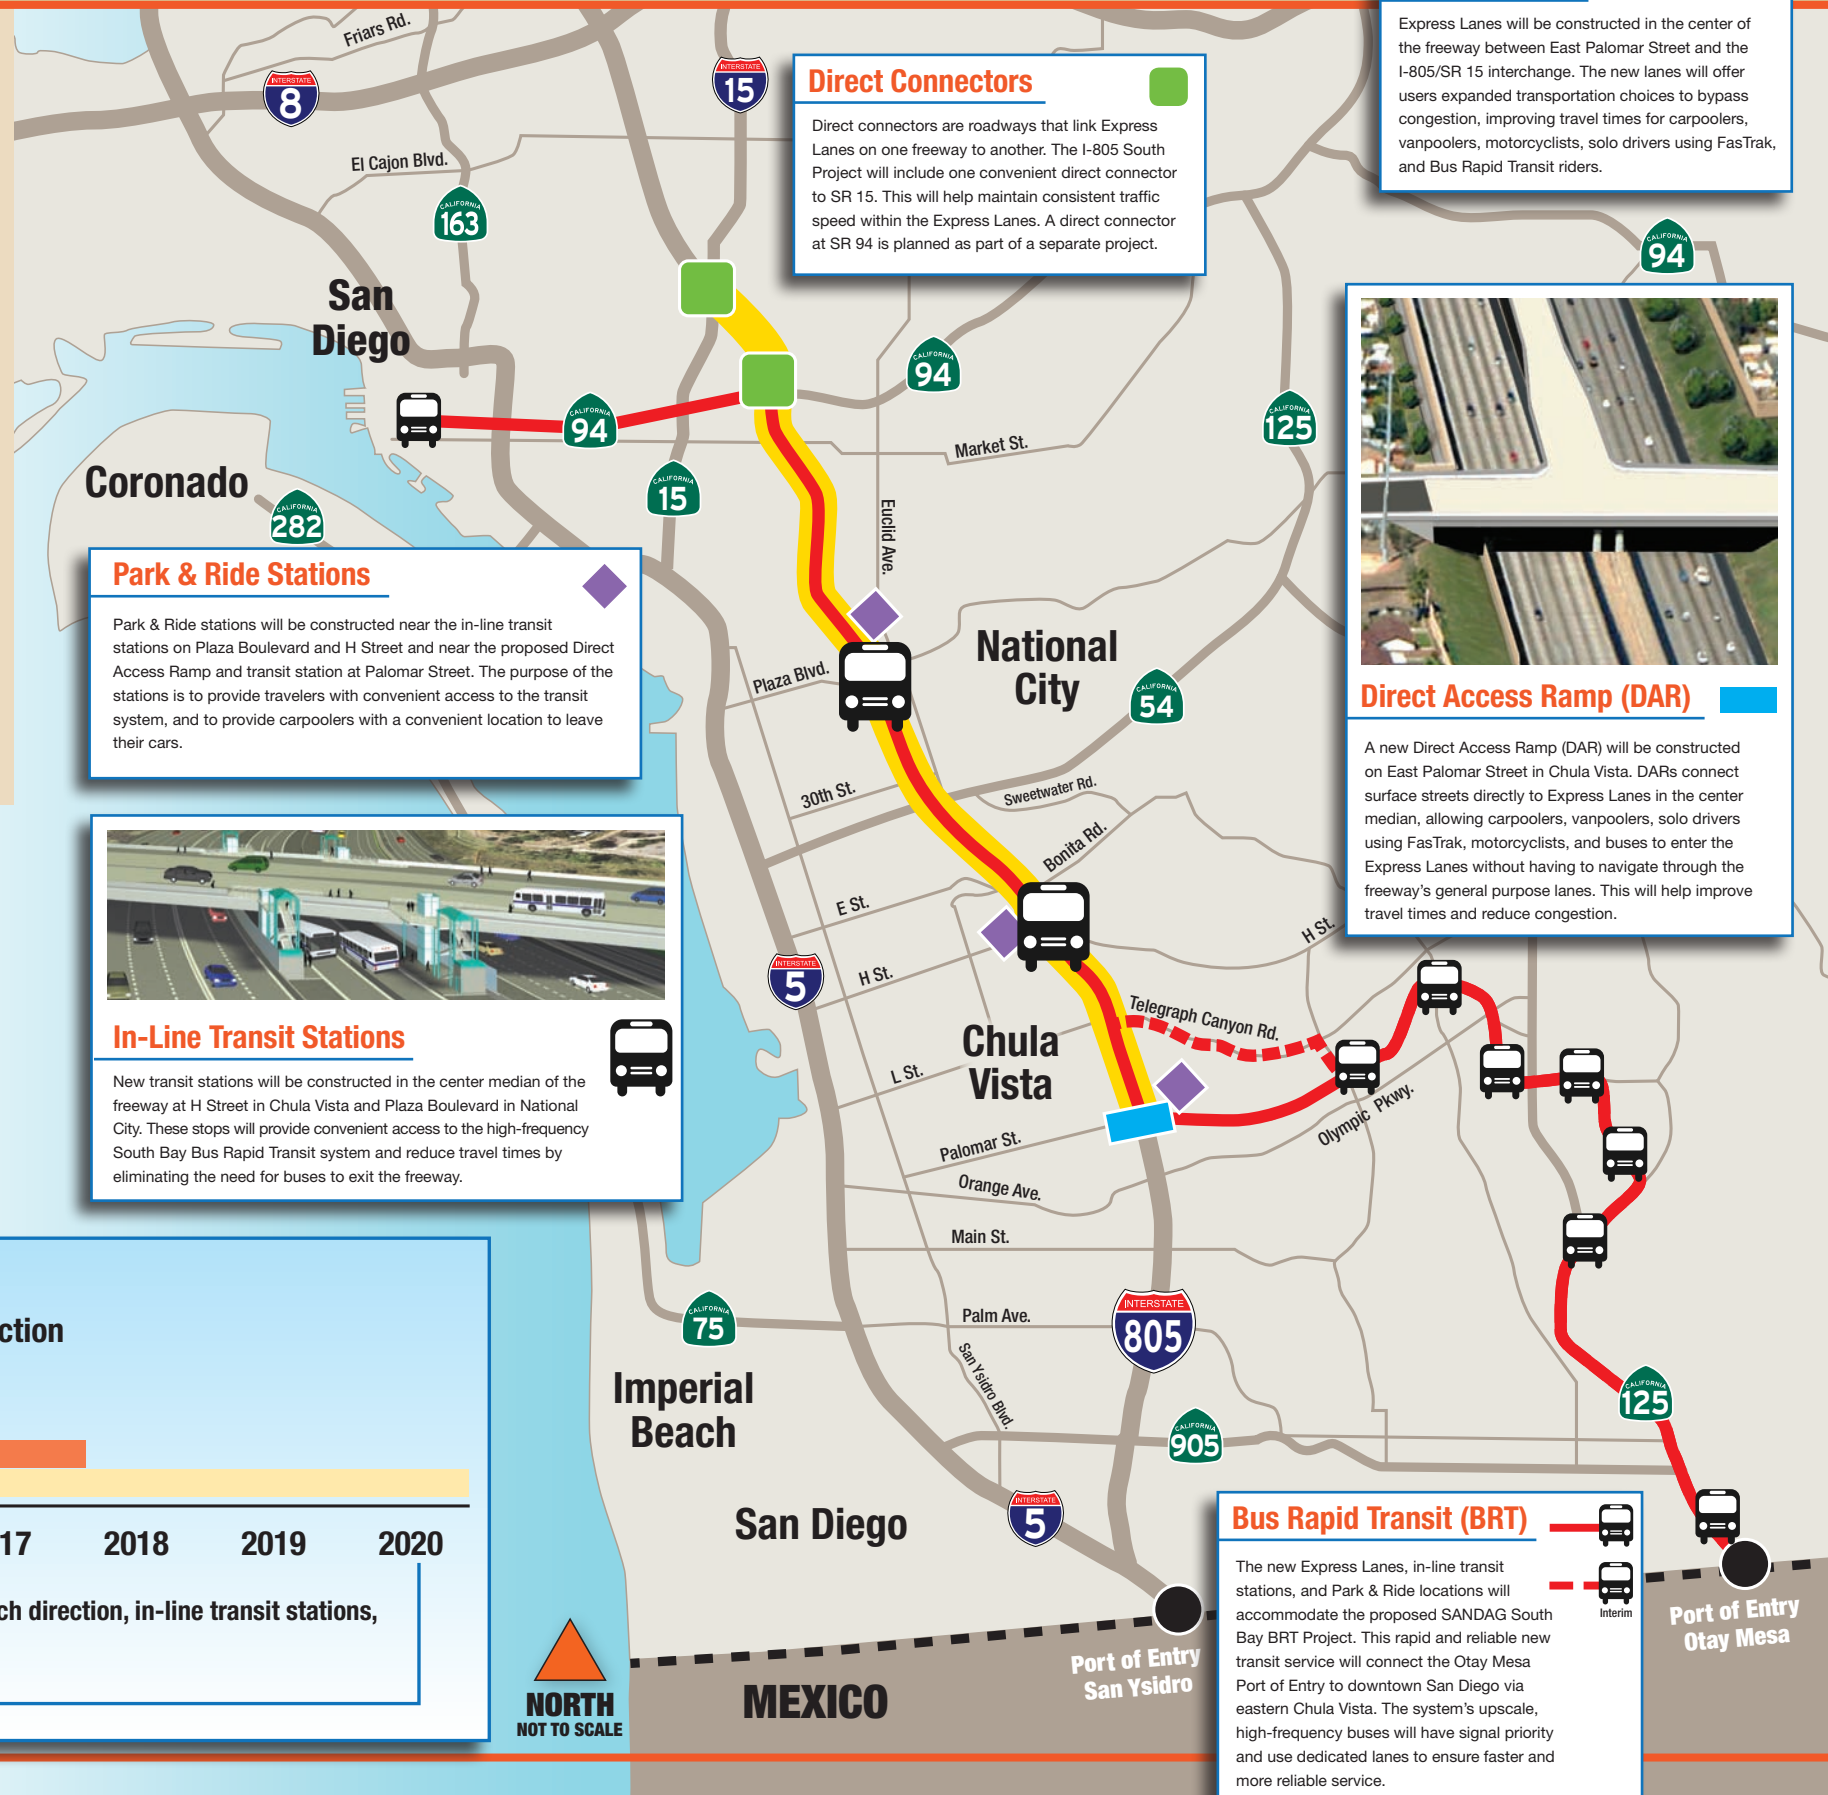 Friars Rd.
INTERSTATE
8
INTERSTATE
15
El Cajon Blvd.
CALIFORNIA
163
Direct Connectors
Direct connectors are roadways that link Express
Lanes on one freeway to another. The I-805 South
Project will include one convenient direct connector
to SR 15. This will help maintain consistent traffic
speed within the Express Lanes. A direct connector
at SR 94 is planned as part of a separate project.
Express Lanes will be constructed in the center of
the freeway between East Palomar Street and the
I-805/SR 15 interchange. The new lanes will offer
users expanded transportation choices to bypass
congestion, improving travel times for carpoolers,
vanpoolers, motorcyclists, solo drivers using FasTrak,
and Bus Rapid Transit riders.
CALIFORNIA
94
San
Diego
CALIFORNIA
94
CALIFORNIA
94
CALIFORNIA
125
Market St.
Coronado
CALIFORNIA
282
CALIFORNIA
15
Euclid Ave.
Park & Ride Stations
Park & Ride stations will be constructed near the in-line transit
stations on Plaza Boulevard and H Street and near the proposed Direct
Access Ramp and transit station at Palomar Street. The purpose of the
stations is to provide travelers with convenient access to the transit
system, and to provide carpoolers with a convenient location to leave
their cars.
National
City
Plaza Blvd.
CALIFORNIA
54
Direct Access Ramp (DAR)
A new Direct Access Ramp (DAR) will be constructed
on East Palomar Street in Chula Vista. DARs connect
surface streets directly to Express Lanes in the center
median, allowing carpoolers, vanpoolers, solo drivers
using FasTrak, motorcyclists, and buses to enter the
Express Lanes without having to navigate through the
freeway's general purpose lanes. This will help improve
travel times and reduce congestion.
30th St.
Sweetwater Rd.
Bonita Rd.
E St.
H St.
H St.
INTERSTATE
5
In-Line Transit Stations
New transit stations will be constructed in the center median of the
freeway at H Street in Chula Vista and Plaza Boulevard in National
City. These stops will provide convenient access to the high-frequency
South Bay Bus Rapid Transit system and reduce travel times by
eliminating the need for buses to exit the freeway.
Telegraph Canyon Rd.
Chula
Vista
L St.
Olympic Pkwy.
Palomar St.
Orange Ave.
Main St.
Palm Ave.
CALIFORNIA
75
INTERSTATE
805
San Ysidro Blvd.
Imperial
Beach
CALIFORNIA
125
CALIFORNIA
905
San Diego
INTERSTATE
5
ction
17 2018 2019 2020
ch direction, in-line transit stations,
NORTH
NOT TO SCALE
MEXICO
Port of Entry
San Ysidro
Bus Rapid Transit (BRT)
Interim
The new Express Lanes, in-line transit
stations, and Park & Ride locations will
accommodate the proposed SANDAG South
Bay BRT Project. This rapid and reliable new
transit service will connect the Otay Mesa
Port of Entry to downtown San Diego via
eastern Chula Vista. The system's upscale,
high-frequency buses will have signal priority
and use dedicated lanes to ensure faster and
more reliable service.
Port of Entry
Otay Mesa